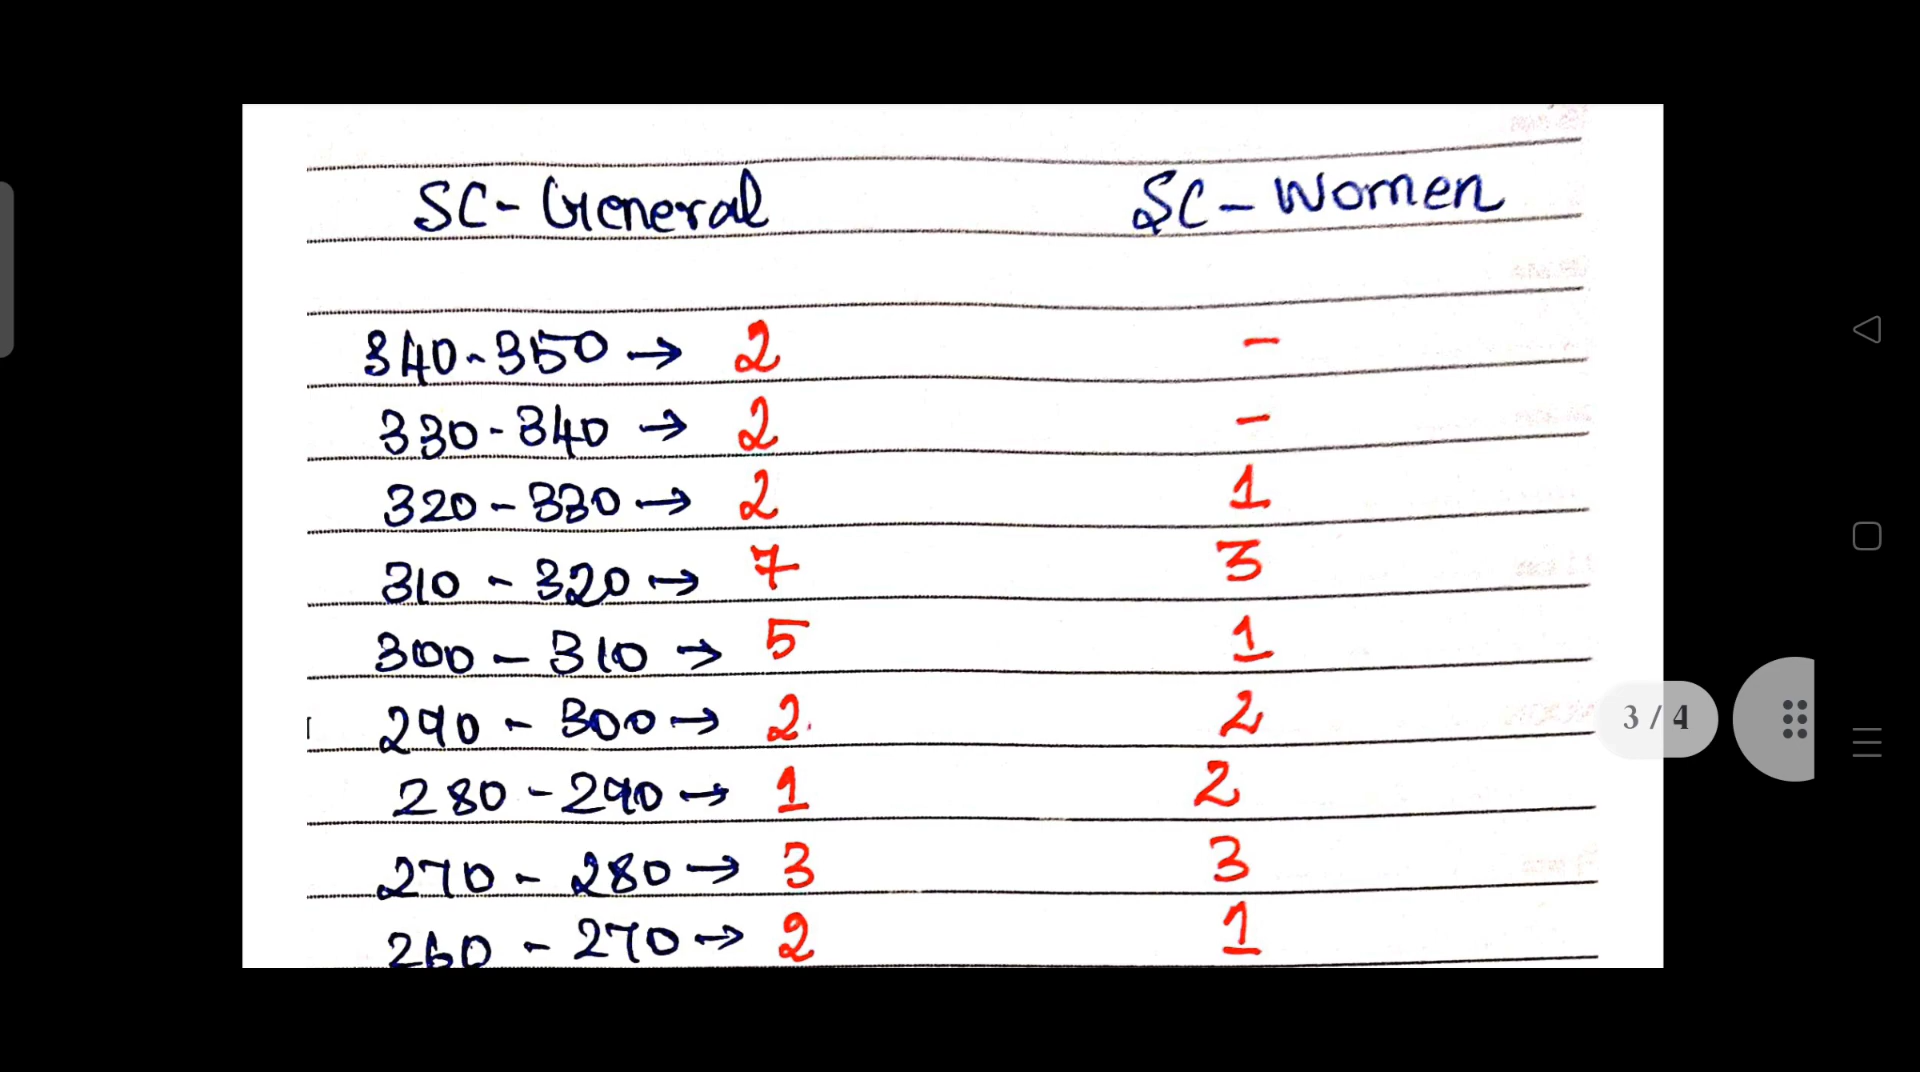 SC- General SC- Women
340-350 → 2 -
330-340 → 2 -
320-330 → 2 1
310-320 → 7 3
300-310 → 5 1
290-300 → 2 2
280-290 → 1 2
270-280 → 3 3
260-270 → 2 1
3 / 4